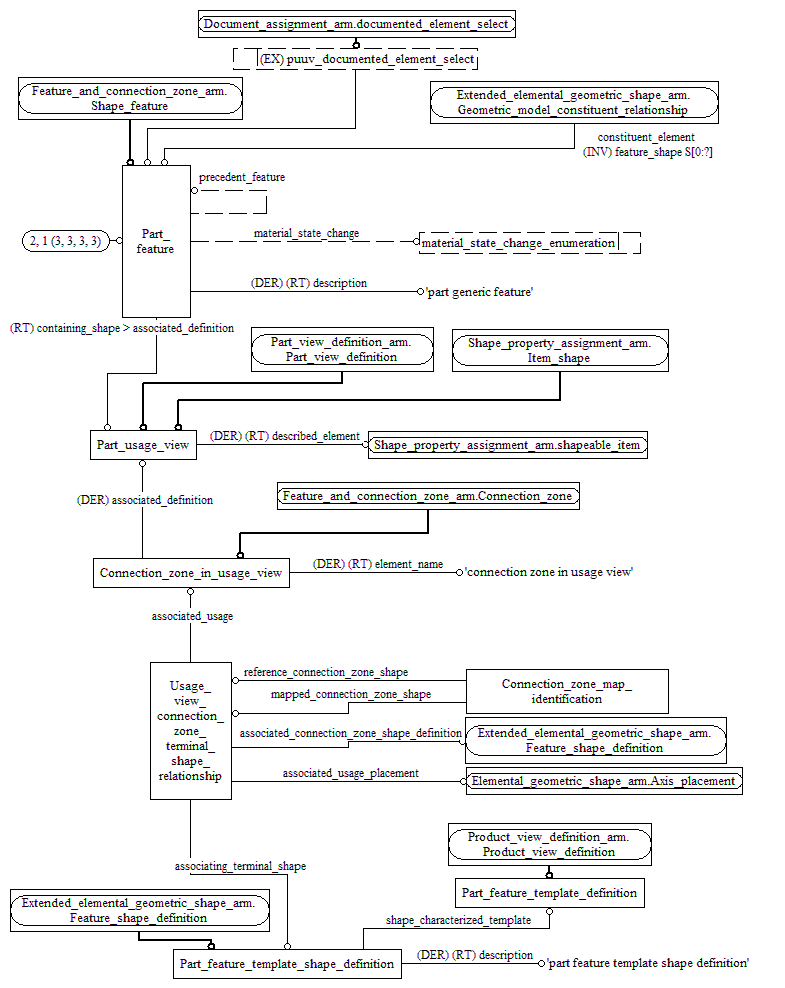 Document_assignment_arm.documented_element_select
(EX) puuv_documented_element_select
Feature_and_connection_zone_arm.
Shape_feature
Extended_elemental_geometric_shape_arm.
Geometric_model_constituent_relationship
constituent_element
(INV) feature_shape S[0:?]
precedent_feature
2, 1 (3, 3, 3, 3)
Part_
feature
material_state_change
material_state_change_enumeration
(DER) (RT) description
'part generic feature'
(RT) containing_shape > associated_definition
Part_view_definition_arm.
Part_view_definition
Shape_property_assignment_arm.
Item_shape
Part_usage_view
(DER) (RT) described_element
Shape_property_assignment_arm.shapeable_item
(DER) associated_definition
Feature_and_connection_zone_arm.Connection_zone
Connection_zone_in_usage_view
(DER) (RT) element_name
'connection zone in usage view'
associated_usage
Usage_
view_
connection_
zone_
terminal_
shape_
relationship
reference_connection_zone_shape
mapped_connection_zone_shape
Connection_zone_map_
identification
associated_connection_zone_shape_definition
Extended_elemental_geometric_shape_arm.
Feature_shape_definition
associated_usage_placement
Elemental_geometric_shape_arm.Axis_placement
Product_view_definition_arm.
Product_view_definition
associating_terminal_shape
Part_feature_template_definition
Extended_elemental_geometric_shape_arm.
Feature_shape_definition
shape_characterized_template
Part_feature_template_shape_definition
(DER) (RT) description
'part feature template shape definition'